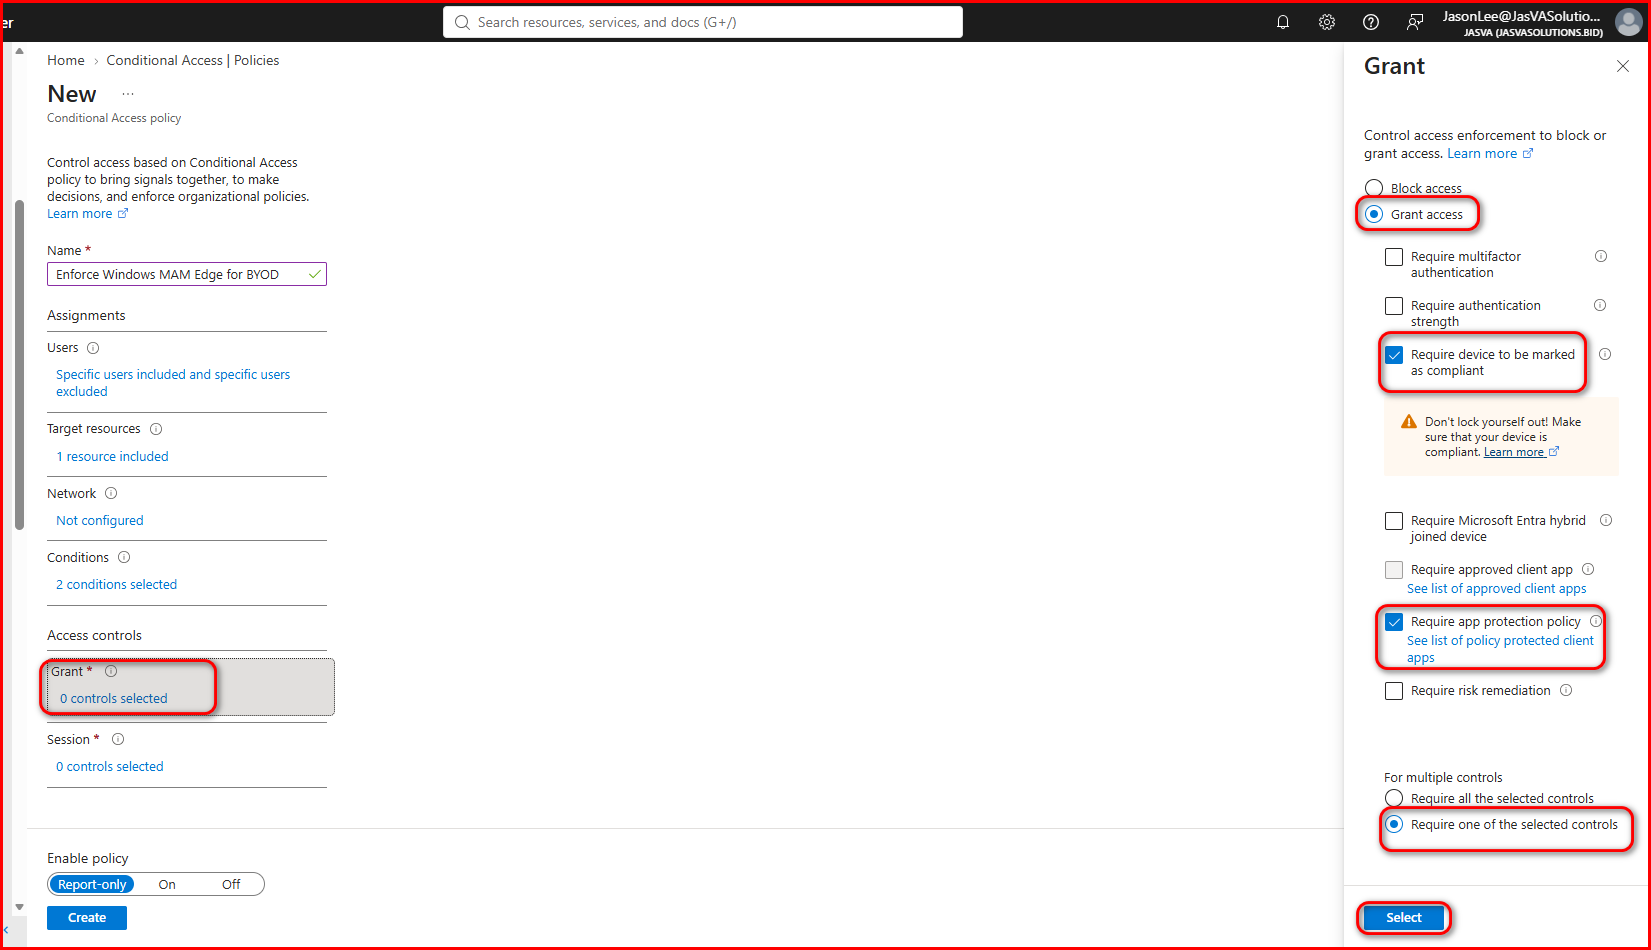 er
Search resources, services, and docs (G+/)
JasonLee@JasVASolutio...
JASVA (JASVASOLUTIONS.BID)
Home > Conditional Access | Policies
New ...
Conditional Access policy
Control access based on Conditional Access
policy to bring signals together, to make
decisions, and enforce organizational policies.
Learn more
Name *
Enforce Windows MAM Edge for BYOD
Assignments
Users
Specific users included and specific users
excluded
Target resources
1 resource included
Network
Not configured
Conditions
2 conditions selected
Access controls
Grant *
0 controls selected
Session *
0 controls selected
Enable policy
Report-only On Off
Create
Grant
Control access enforcement to block or
grant access. Learn more
Block access
Grant access
Require multifactor
authentication
Require authentication
strength
Require device to be marked
as compliant
Don't lock yourself out! Make
sure that your device is
compliant. Learn more
Require Microsoft Entra hybrid
joined device
Require approved client app
See list of approved client apps
Require app protection policy
See list of policy protected client
apps
Require risk remediation
For multiple controls
Require all the selected controls
Require one of the selected controls
Select